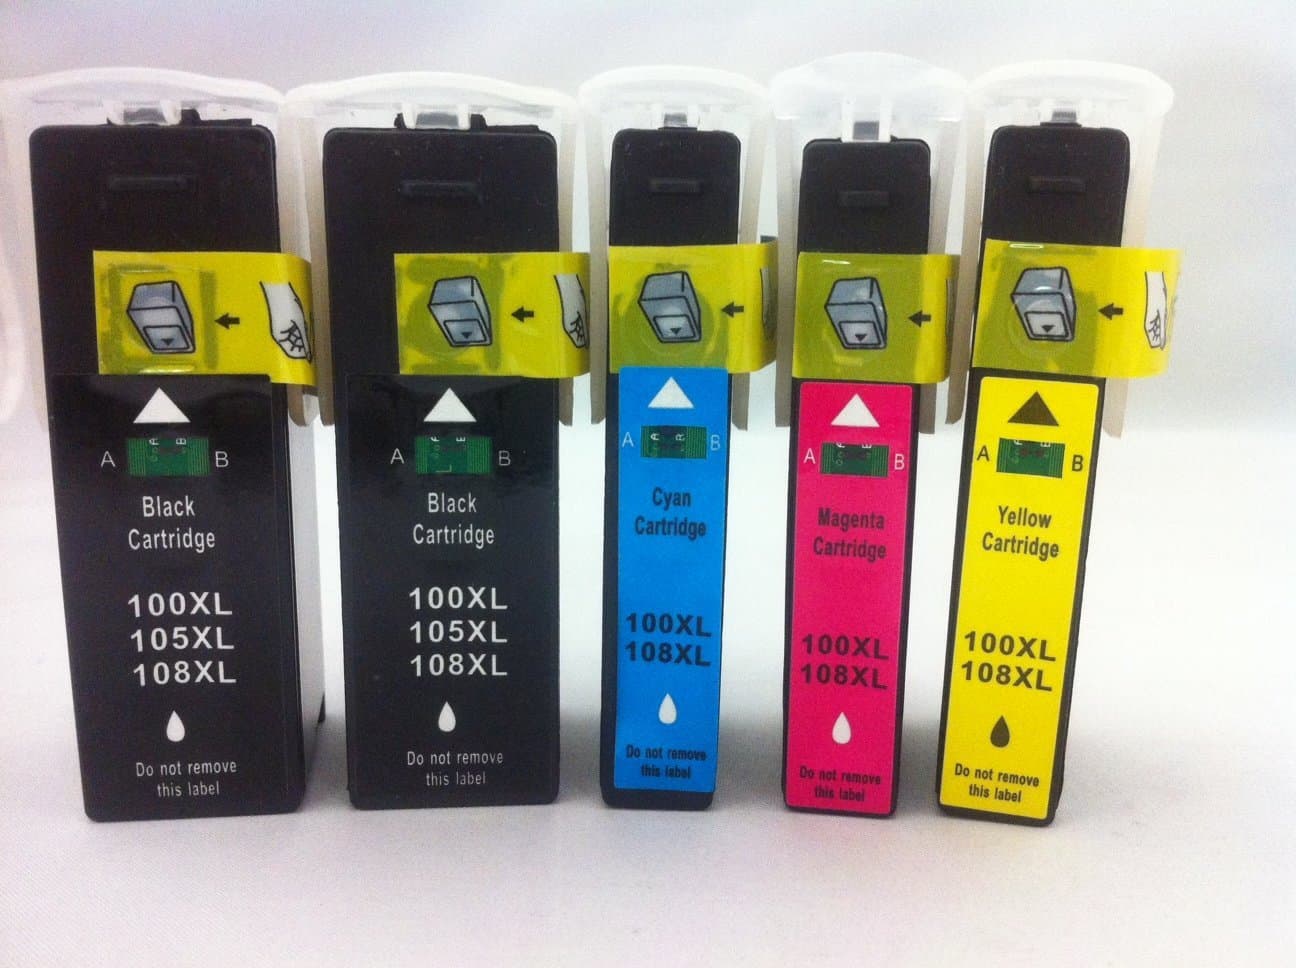 A B
Black
Cartridge
100XL
105XL
108XL
Do not remove
this label
A B
Black
Cartridge
100XL
105XL
108XL
Do not remove
this label
A B
Cyan
Cartridge
100XL
108XL
Do not remove
this label
A B
Magenta
Cartridge
100XL
108XL
Do not remove
this label
A B
Yellow
Cartridge
100XL
108XL
Do not remove
this label